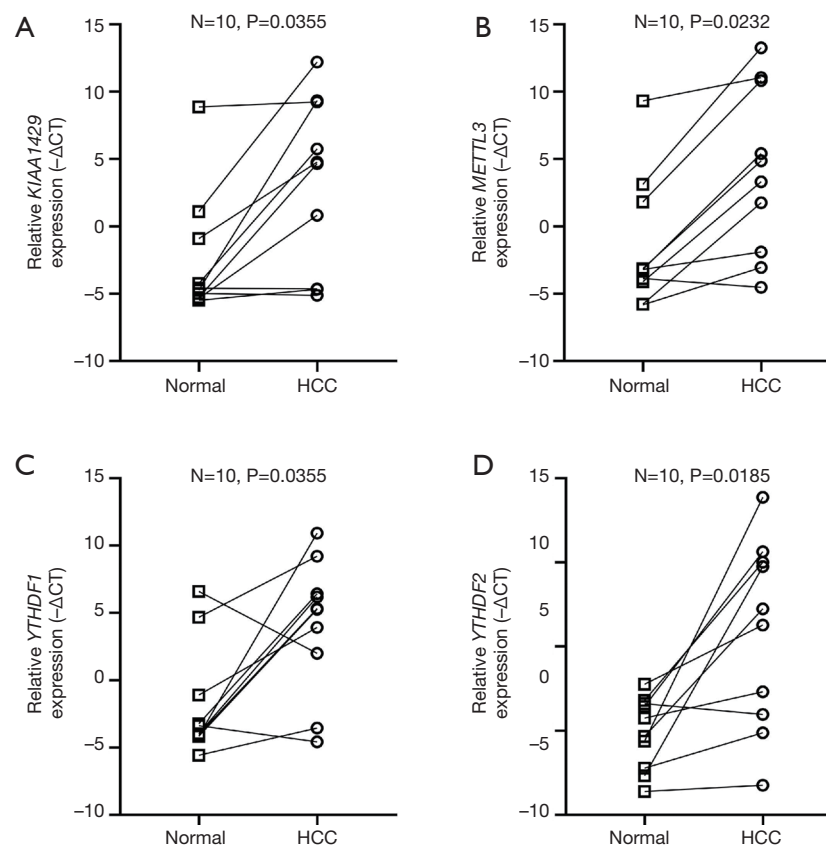 A
N=10, P=0.0355
Relative KIAA1429
expression (–ΔCT)
15
10
5
0
–5
–10
Normal
HCC
B
N=10, P=0.0232
Relative METTL3
expression (–ΔCT)
15
10
5
0
–5
–10
Normal
HCC
C
N=10, P=0.0355
Relative YTHDF1
expression (–ΔCT)
15
10
5
0
–5
–10
Normal
HCC
D
N=10, P=0.0185
Relative YTHDF2
expression (–ΔCT)
15
10
5
0
–5
–10
Normal
HCC